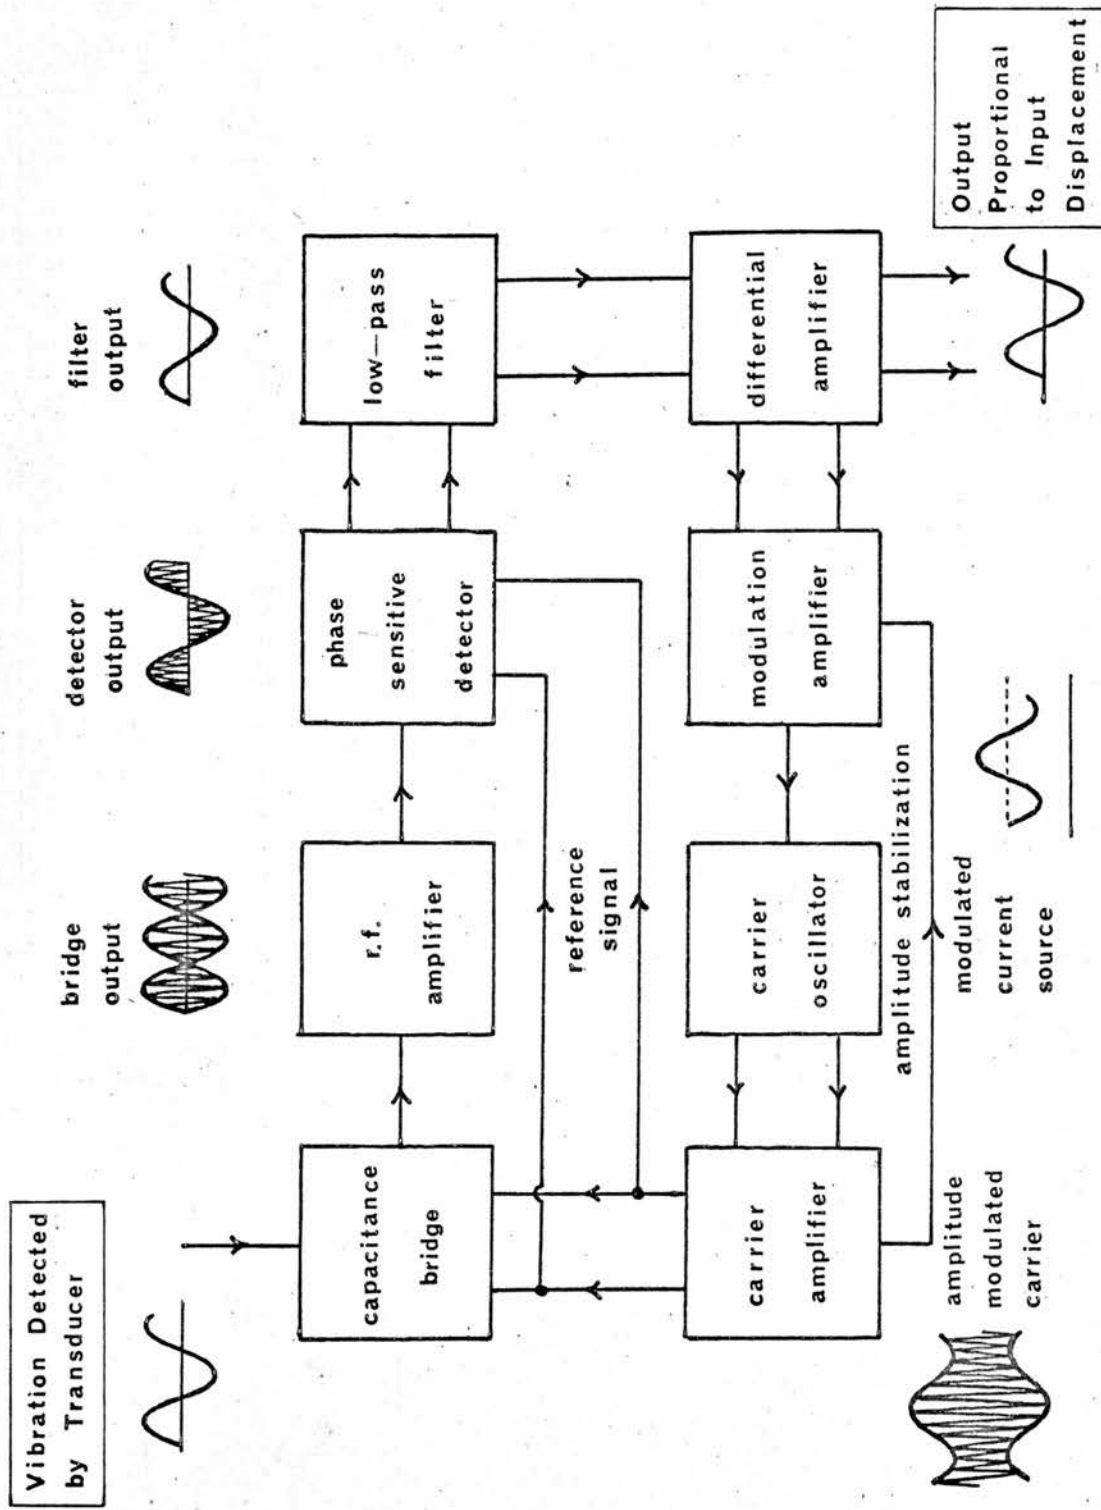 Vibration Detected
by Transducer
bridge
output
detector
output
filter
output
capacitance
bridge
r.f.
amplifier
phase
sensitive
detector
low-pass
filter
reference
signal
carrier
amplifier
carrier
oscillator
modulation
amplifier
differential
amplifier
amplitude stabilization
amplitude
modulated
carrier
modulated
current
source
Output
Proportional
to Input
Displacement